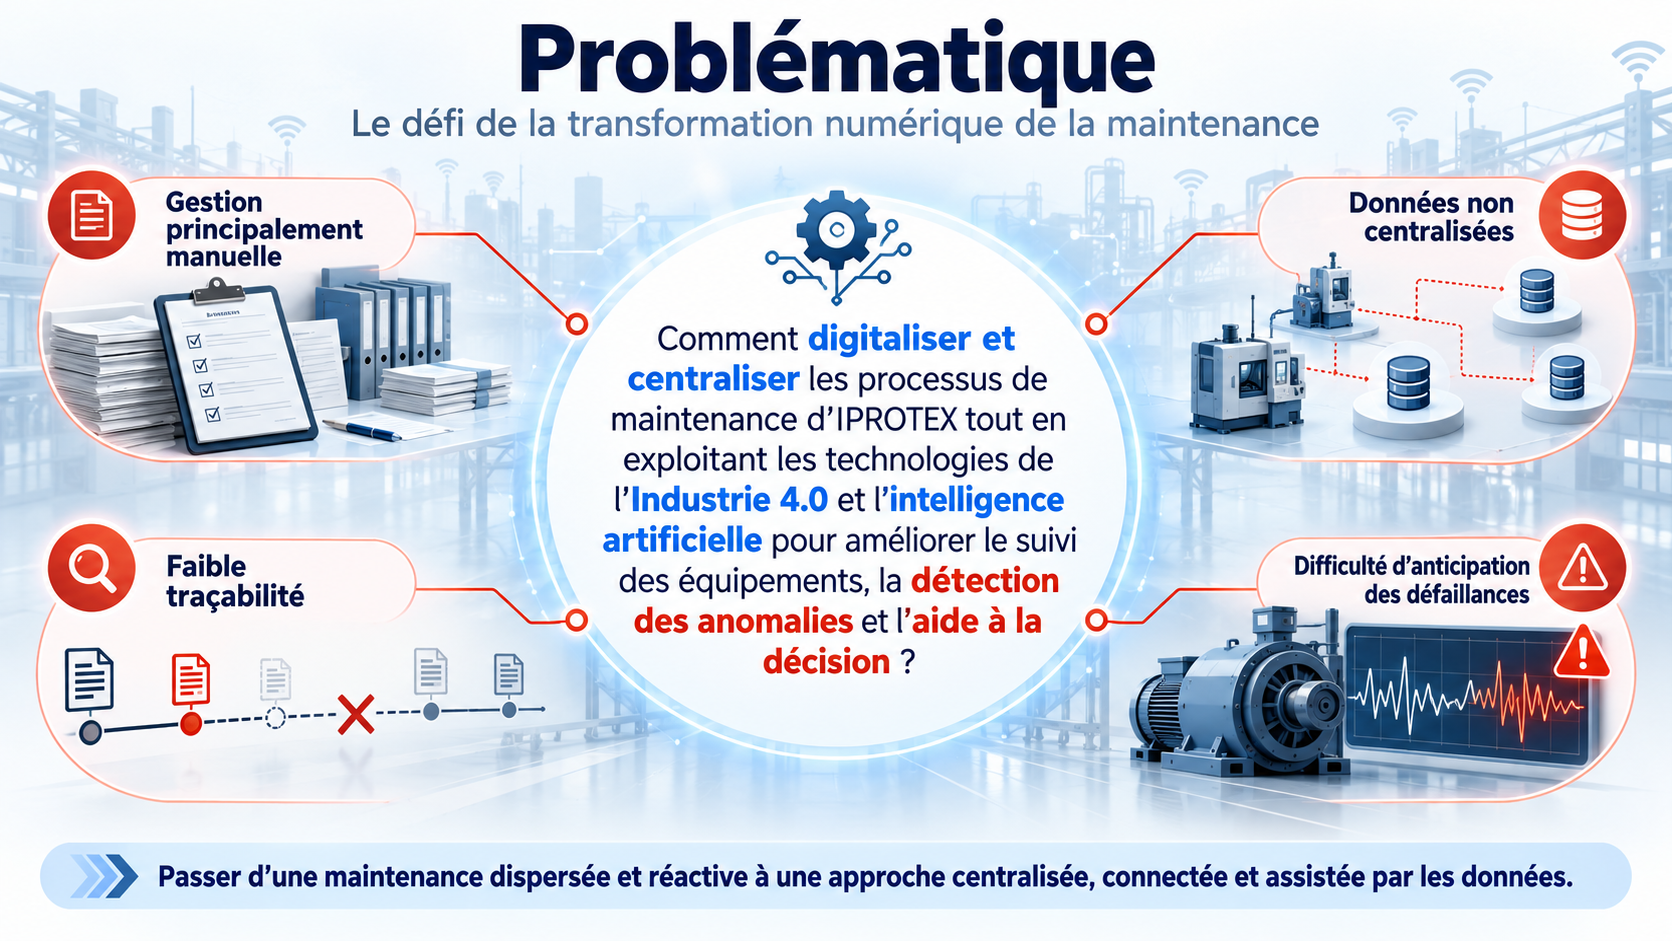 Problématique
Le défi de la transformation numérique de la maintenance
Gestion
principalement
manuelle
Données non
centralisées
Comment digitaliser et
centraliser les processus de
maintenance d’IPROTEX tout en
exploitant les technologies de
l’Industrie 4.0 et l’intelligence
artificielle pour améliorer le suivi
des équipements, la détection
des anomalies et l’aide à la
décision ?
Faible
traçabilité
Difficulté d’anticipation
des défaillances
Passer d’une maintenance dispersée et réactive à une approche centralisée, connectée et assistée par les données.